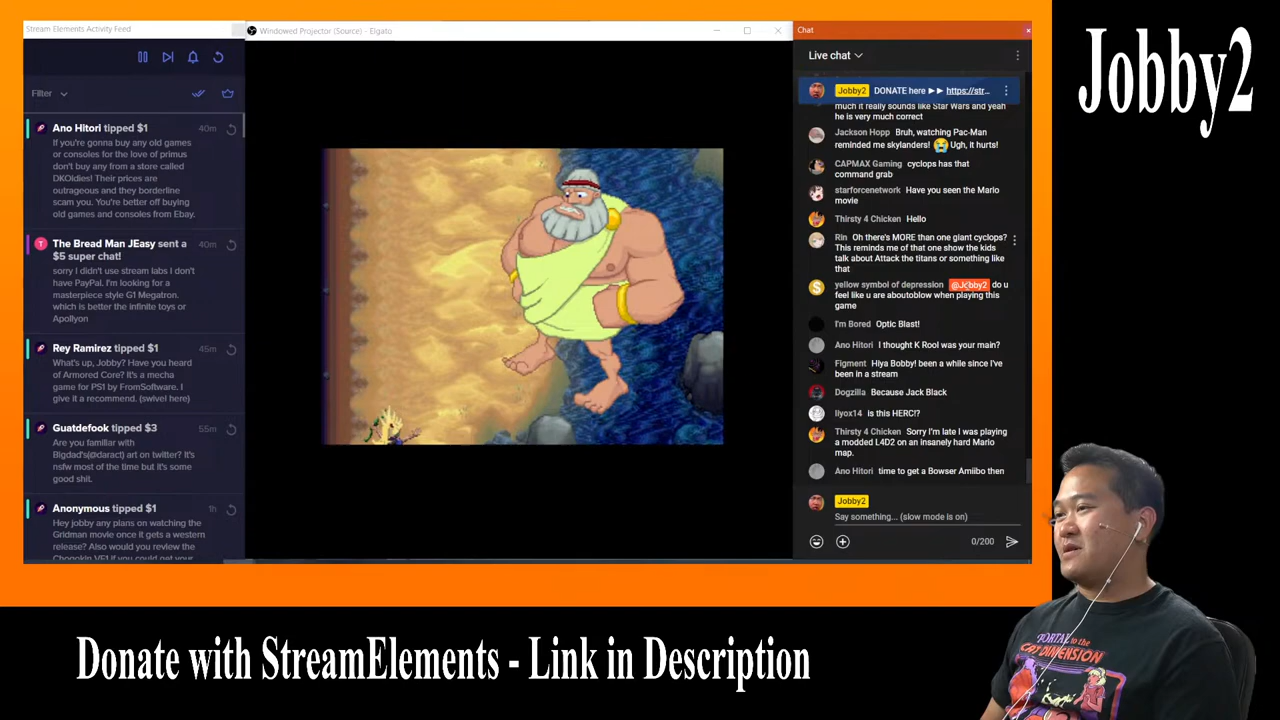 Stream Elements Activity Feed
Windowed Projector (Source) - Elgato
Chat
Jobby2
Filter
Ano Hitori tipped $1
40m
If you're gonna buy any old games
or consoles for the love of primus
don't buy any from a store called
DKOldies! Their prices are
outrageous and they borderline
scam you. You're better off buying
old games and consoles from Ebay.
The Bread Man JEasy sent a
$5 super chat!
40m
sorry I didn't use stream labs I don't
have PayPal. I'm looking for a
masterpiece style G1 Megatron.
which is better the infinite toys or
Apollyon
Rey Ramirez tipped $1
45m
What's up, Jobby? Have you heard
of Armored Core? It's a mecha
game for PS1 by FromSoftware. I
give it a recommend. (swivel here)
Guatdefook tipped $3
55m
Are you familiar with
Bigdad's(@daract) art on twitter? It's
nsfw most of the time but it's some
good shit.
Anonymous tipped $1
1h
Hey jobby any plans on watching the
Gridman movie once it gets a western
release? Also would you review the
Live chat
Jobby2 DONATE here ►► https://str...
much it really sounds like Star Wars and yeah
he is very much correct
Jackson Hopp Bruh, watching Pac-Man
reminded me skylanders! 😭 Ugh, it hurts!
CAPMAX Gaming cyclops has that
command grab
starforcenetwork Have you seen the Mario
movie
Thirsty 4 Chicken Hello
Rin Oh there's MORE than one giant cyclops?
This reminds me of that one show the kids
talk about Attack the titans or something like
that
yellow symbol of depression @Jobby2 do u
feel like u are aboutoblow when playing this
game
I'm Bored Optic Blast!
Ano Hitori I thought K Rool was your main?
Figment Hiya Bobby! been a while since I've
been in a stream
Dogzilla Because Jack Black
Ilyox14 is this HERC!?
Thirsty 4 Chicken Sorry I'm late I was playing
a modded L4D2 on an insanely hard Mario
map.
Ano Hitori time to get a Bowser Amiibo then
Jobby2
Say something... (slow mode is on)
0/200
PORTAL to the
CAT DIMENSION
Donate with StreamElements - Link in Description